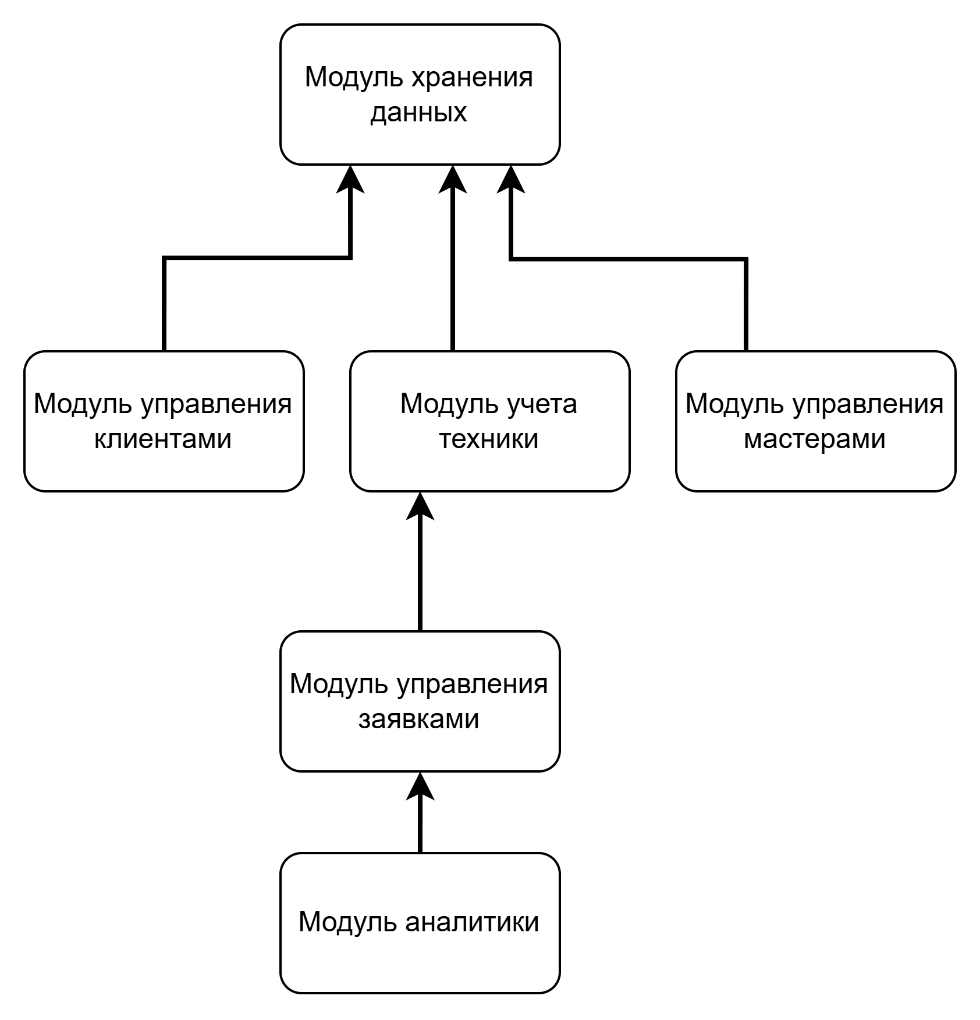 Модуль хранения
данных
Модуль управления
клиентами
Модуль учета
техники
Модуль управления
мастерами
Модуль управления
заявками
Модуль аналитики